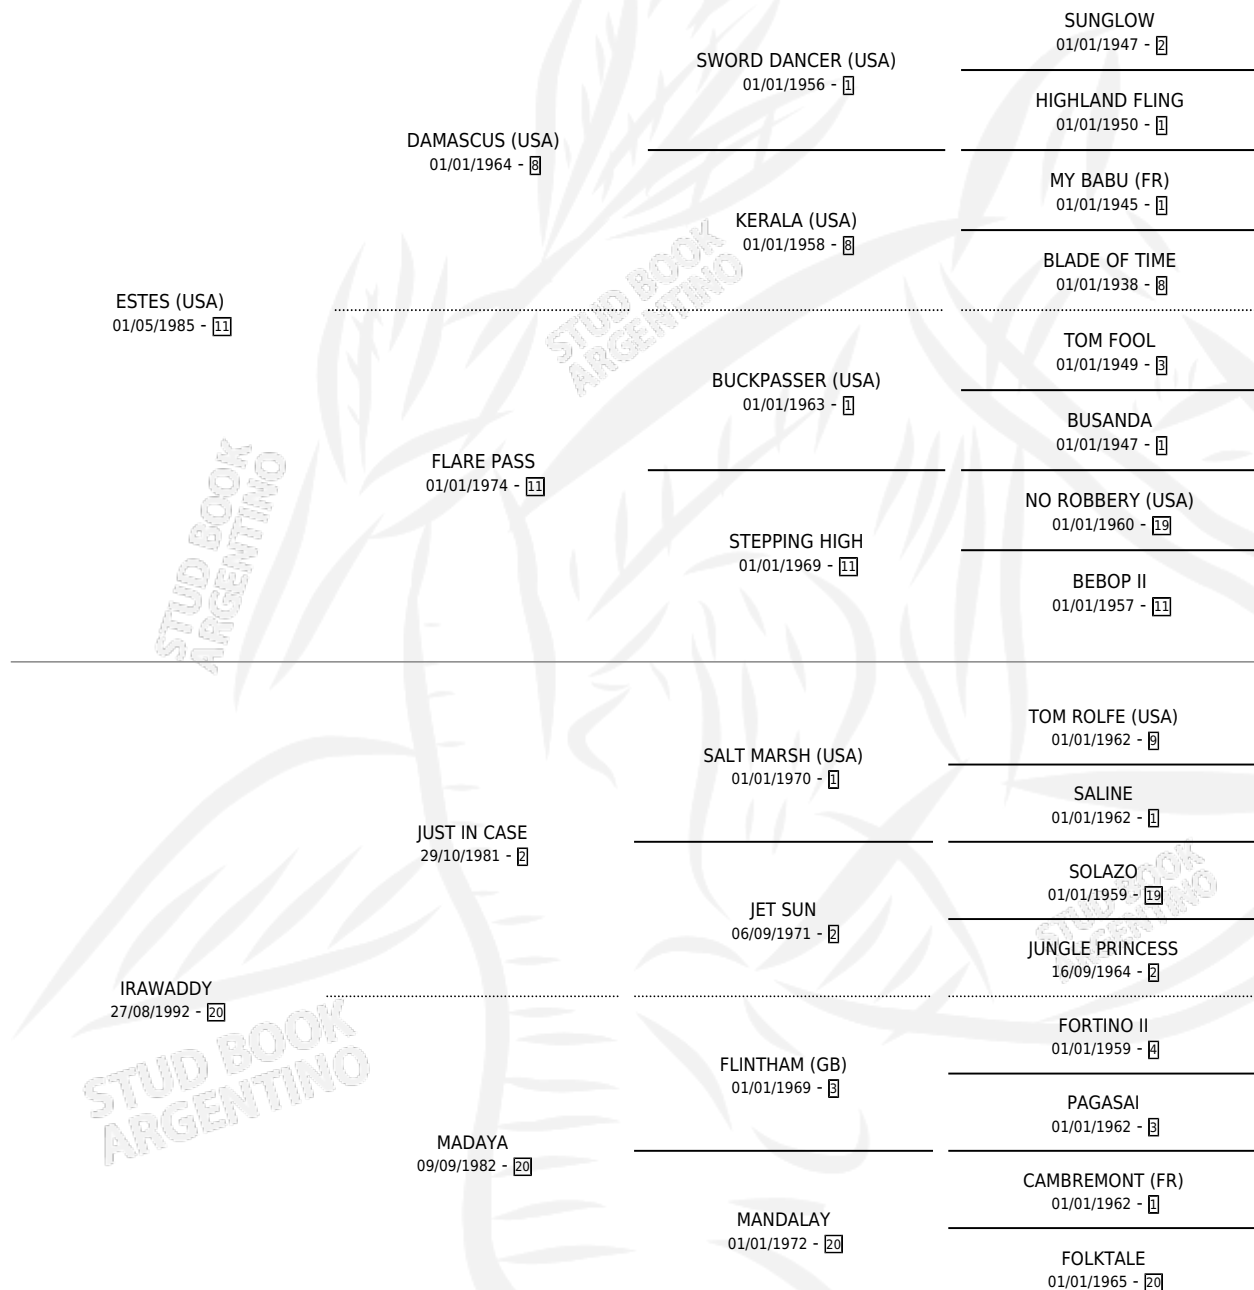 SUNGLOW
01/01/1947 - 2
SWORD DANCER (USA)
01/01/1956 - 1
HIGHLAND FLING
01/01/1950 - 1
DAMASCUS (USA)
01/01/1964 - 8
MY BABU (FR)
01/01/1945 - 1
KERALA (USA)
01/01/1958 - 8
BLADE OF TIME
01/01/1938 - 8
ESTES (USA)
01/05/1985 - 11
TOM FOOL
01/01/1949 - 3
BUCKPASSER (USA)
01/01/1963 - 1
BUSANDA
01/01/1947 - 1
FLARE PASS
01/01/1974 - 11
NO ROBBERY (USA)
01/01/1960 - 19
STEPPING HIGH
01/01/1969 - 11
BEBOP II
01/01/1957 - 11
TOM ROLFE (USA)
01/01/1962 - 9
SALT MARSH (USA)
01/01/1970 - 1
SALINE
01/01/1962 - 1
JUST IN CASE
29/10/1981 - 2
SOLAZO
01/01/1959 - 19
JET SUN
06/09/1971 - 2
JUNGLE PRINCESS
16/09/1964 - 2
IRAWADDY
27/08/1992 - 20
FORTINO II
01/01/1959 - 4
FLINTHAM (GB)
01/01/1969 - 3
PAGASAI
01/01/1962 - 3
MADAYA
09/09/1982 - 20
CAMBREMONT (FR)
01/01/1962 - 1
MANDALAY
01/01/1972 - 20
FOLKTALE
01/01/1965 - 20
STUD BOOK
ARGENTINO
STUD BOOK
ARGENTINO
STUD BOOK
ARGENTINO
STUD BOOK
ARGENTINO